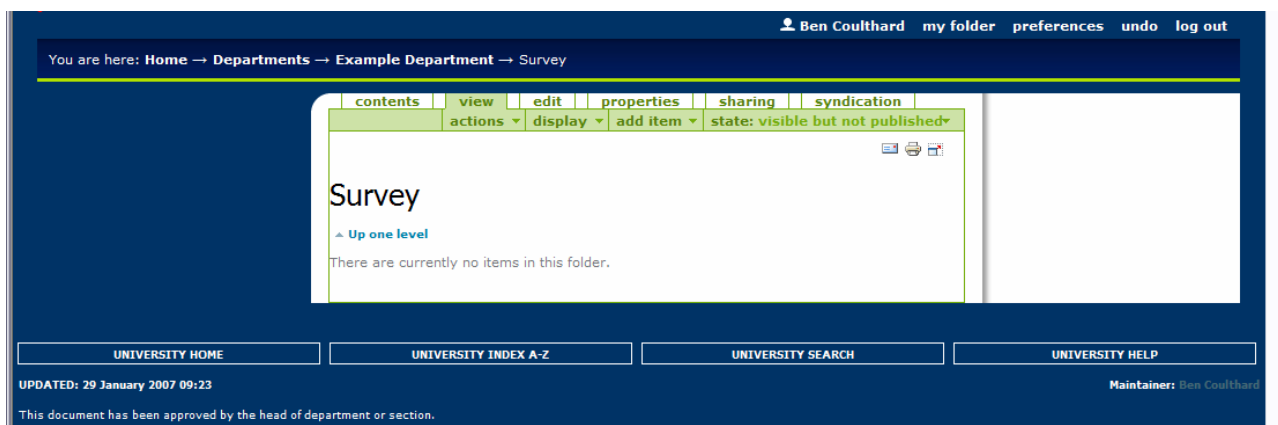 Ben Coulthard my folder preferences undo log out
You are here: Home → Departments → Example Department → Survey
contents view edit properties sharing syndication
actions display add item state: visible but not published
Survey
Up one level
There are currently no items in this folder.
UNIVERSITY HOME UNIVERSITY INDEX A-Z UNIVERSITY SEARCH UNIVERSITY HELP
UPDATED: 29 January 2007 09:23 Maintainer: Ben Coulthard
This document has been approved by the head of department or section.